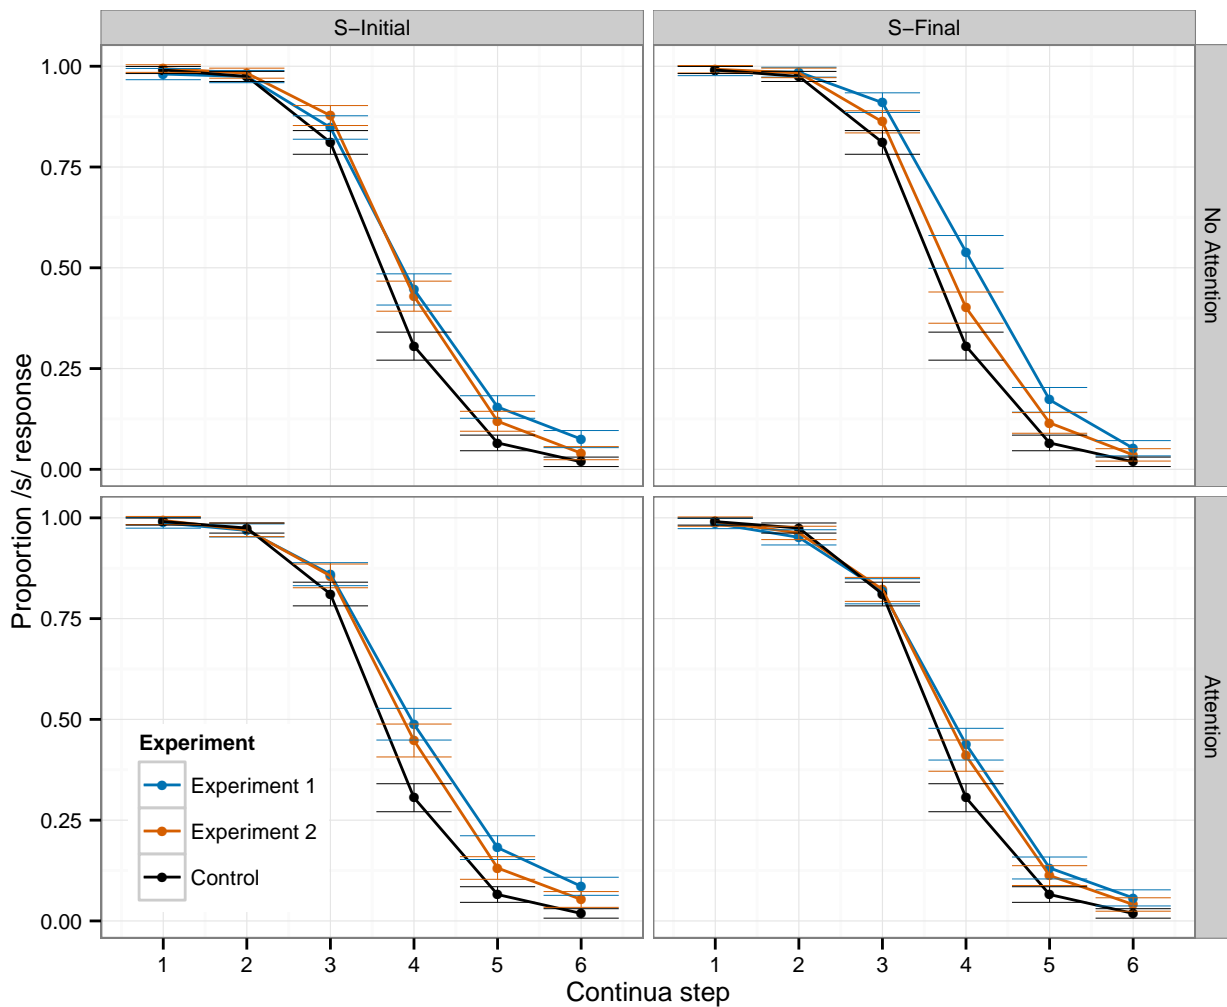 S−Initial
S−Final
1.00
0.75
0.50
0.25
0.00
No Attention
1.00
0.75
0.50
0.25
0.00
Attention
Proportion /s/ response
Experiment
Experiment 1
Experiment 2
Control
1 2 3 4 5 6
1 2 3 4 5 6
Continua step